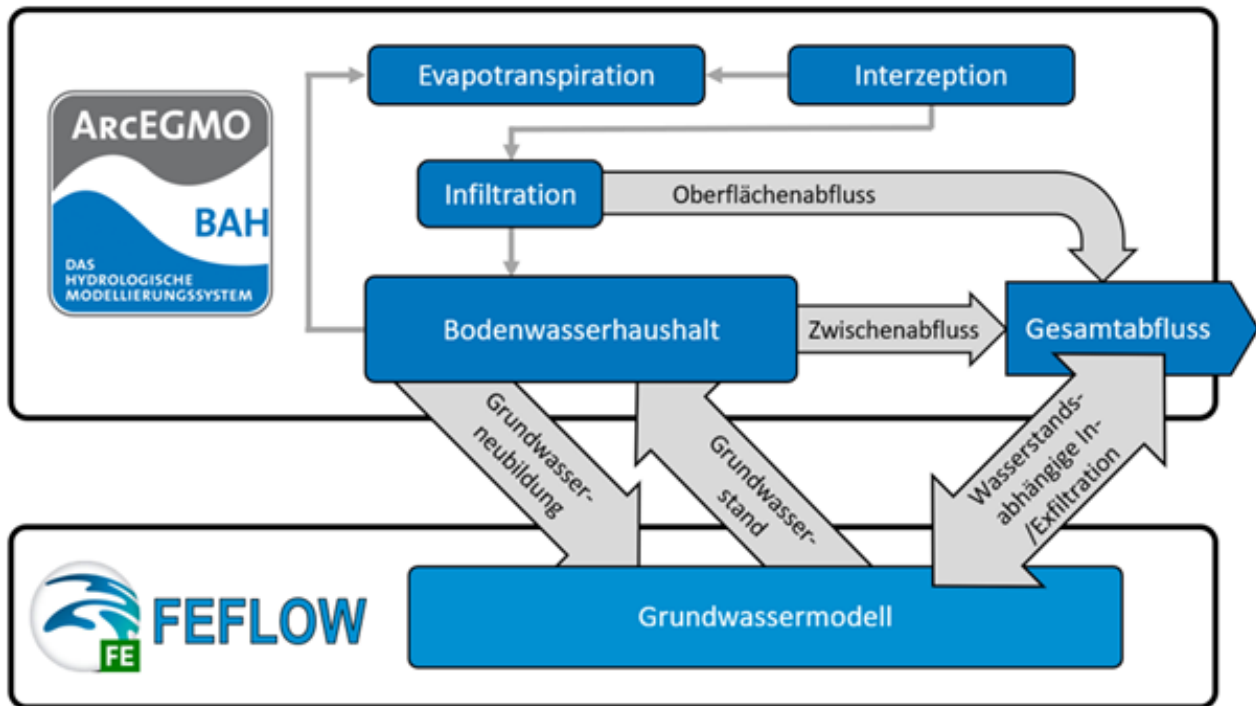 Evapotranspiration
Interzeption
ARCEGMO
BAH
DAS
HYDROLOGISCHE
MODELLIERUNGSSYSTEM
Infiltration
Oberflächenabfluss
Bodenwasserhaushalt
Zwischenabfluss
Gesamtabfluss
Grundwasser-
neubildung
Grundwasser-
stand
Wasserstands-
abhängige In-
/Exfiltration
FE
FEFLOW
Grundwassermodell